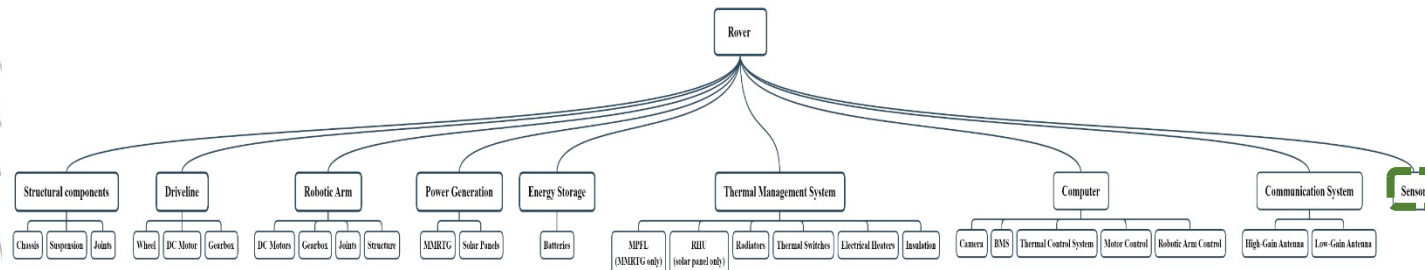 Rover
Structural components
Driveline
Robotic Arm
Power Generation
Energy Storage
Thermal Management System
Computer
Communication System
Sensor
Chassis
Suspension
Joints
Wheel
DC Motor
Gearbox
DC Motors
Gearbox
Joints
Structure
MMRTG
Solar Panels
Batteries
MPFL
(MMRTG only)
RHU
(solar panel only)
Radiators
Thermal Switches
Electrical Heaters
Insulation
Camera
BMS
Thermal Control System
Motor Control
Robotic Arm Control
High-Gain Antenna
Low-Gain Antenna